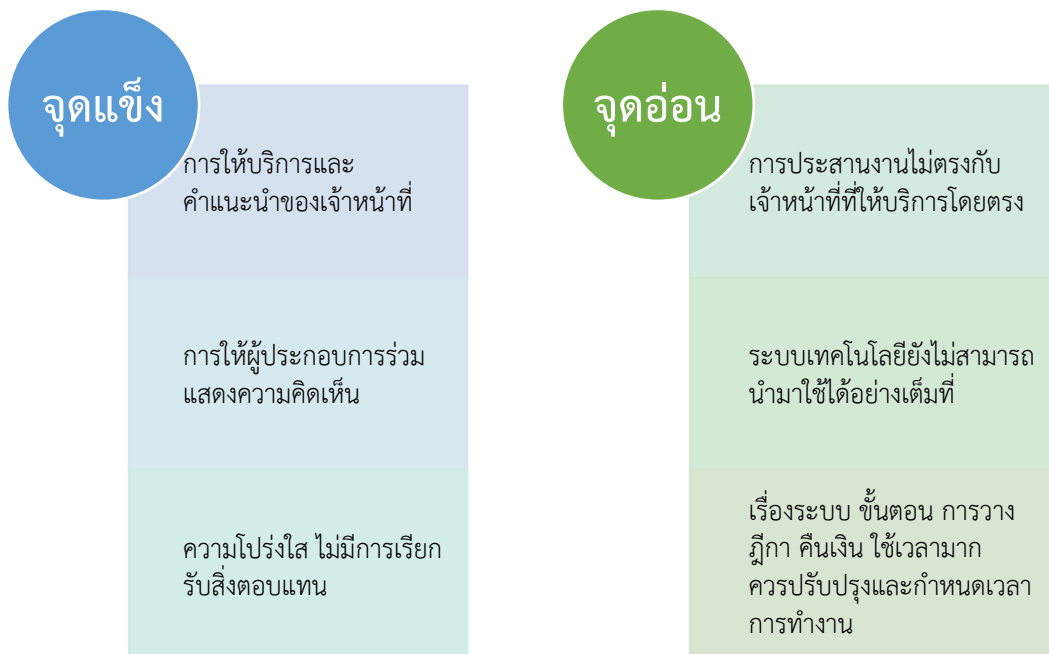 จุดแข็ง
การให้บริการและ
คำแนะนำของเจ้าหน้าที่
การให้ผู้ประกอบการร่วม
แสดงความคิดเห็น
ความโปร่งใส ไม่มีการเรียก
รับสิ่งตอบแทน
จุดอ่อน
การประสานงานไม่ตรงกับ
เจ้าหน้าที่ที่ให้บริการโดยตรง
ระบบเทคโนโลยียังไม่สามารถ
นำมาใช้ได้อย่างเต็มที่
เรื่องระบบ ขั้นตอน การวาง
ฎีกา คืนเงิน ใช้เวลามาก
ควรปรับปรุงและกำหนดเวลา
การทำงาน